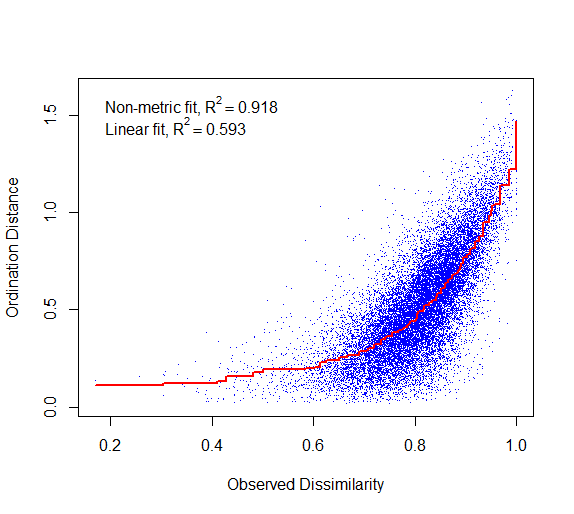 Non-metric fit, R² = 0.918
Linear fit, R² = 0.593
Ordination Distance
1.5
1.0
0.5
0.0
0.2 0.4 0.6 0.8 1.0
Observed Dissimilarity